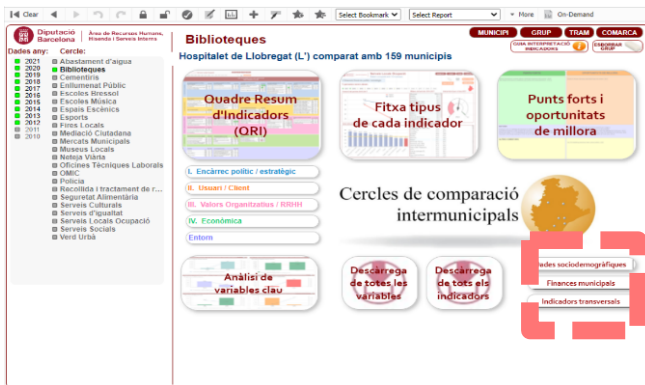 Clear
Select Bookmark
Select Report
More
On-Demand
Diputació Barcelona
Àrea de Recursos Humans, Hisenda i Serveis Interns
Dades any:
Cercle:
2021
2020
2019
2018
2017
2016
2015
2014
2013
2012
2011
2010
Abastament d'aigua
Biblioteques
Cementiris
Enllumenat Públic
Escoles Bressol
Escoles Música
Espais Escènics
Esports
Fires Locals
Mediació Ciutadana
Mercats Municipals
Museus Locals
Neteja Viària
Oficines Tècniques Laborals
OMIC
Policia
Recollida i tractament de r...
Seguretat Alimentària
Serveis Culturals
Serveis d'igualtat
Serveis Locals Ocupació
Serveis Socials
Verd Urbà
Biblioteques
MUNICIPI
GRUP
TRAM
COMARCA
GUIA INTERPRETACIÓ INDICADORS
ESBORRAR GRUP
Hospitalet de Llobregat (L') comparat amb 159 municipis
Quadre Resum
d'Indicadors
(QRI)
Fitxa tipus
de cada indicador
Punts forts i
oportunitats
de millora
I. Encàrrec polític / estratègic
II. Usuari / Client
III. Valors Organitzatius / RRHH
IV. Econòmica
Entorn
Cercles de comparació
intermunicipals
Anàlisi de
variables clau
Descàrrega
de totes les
variables
Descàrrega
de tots els
indicadors
Dades sociodemogràfiques
Finances municipals
Indicadors transversals